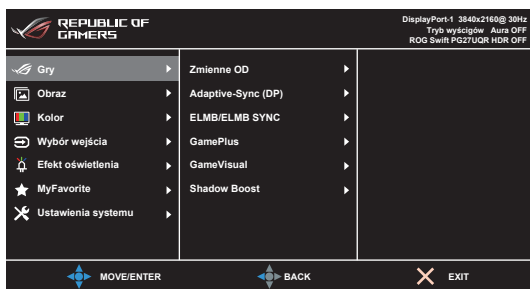 REPUBLIC OF
GAMERS
DisplayPort-1 3840x2160@ 30Hz
Tryb wyścigów Aura OFF
ROG Swift PG27UQR HDR OFF
Gry
Obraz
Kolor
Wybór wejścia
Efekt oświetlenia
MyFavorite
Ustawienia systemu
Zmienne OD
Adaptive-Sync (DP)
ELMB/ELMB SYNC
GamePlus
GameVisual
Shadow Boost
MOVE/ENTER
BACK
EXIT